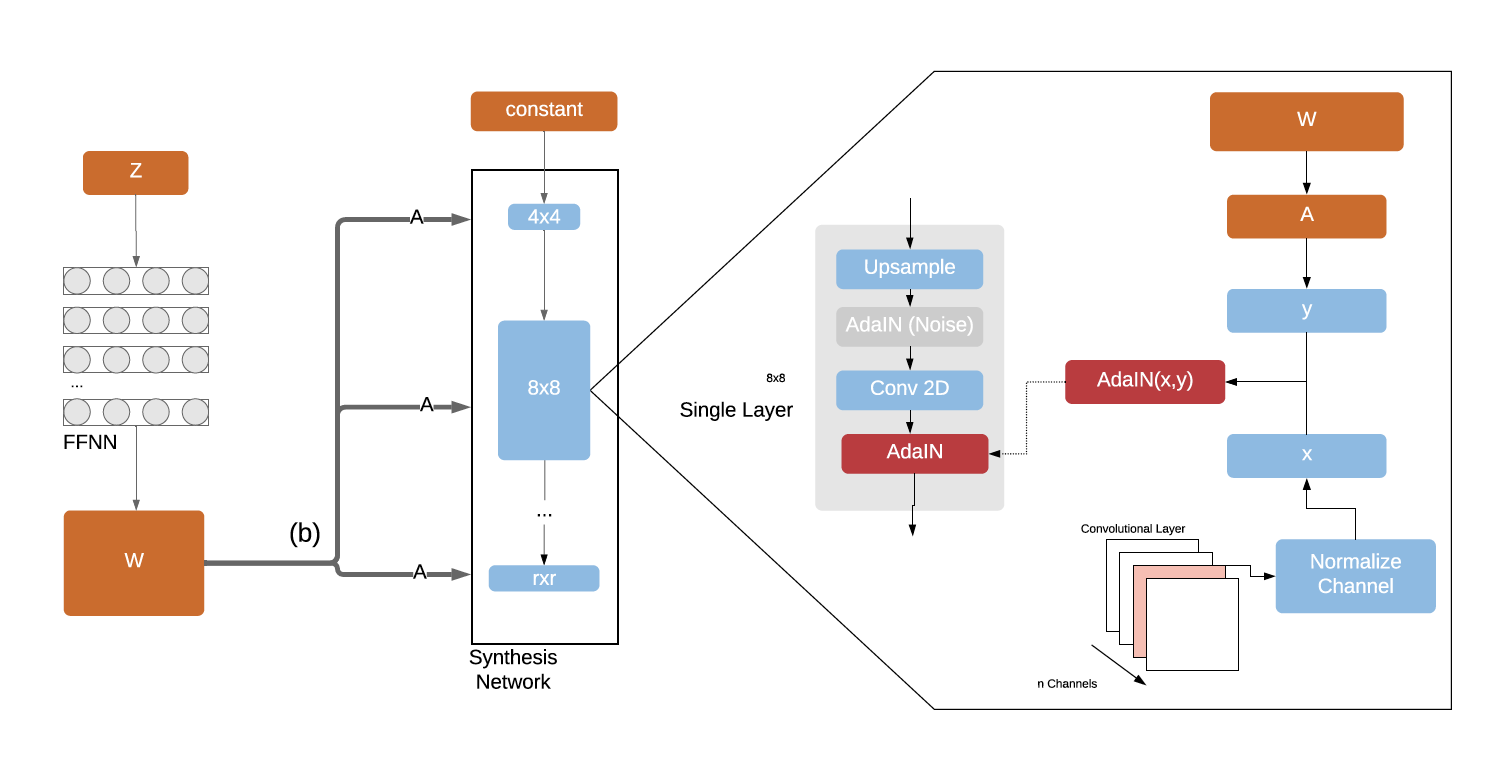 Z
...
FFNN
W
(b)
A
A
A
constant
4x4
8x8
...
rxr
Synthesis
Network
8x8
Single Layer
Upsample
AdaIN (Noise)
Conv 2D
AdaIN
W
A
y
AdaIN(x,y)
x
Normalize
Channel
Convolutional Layer
n Channels